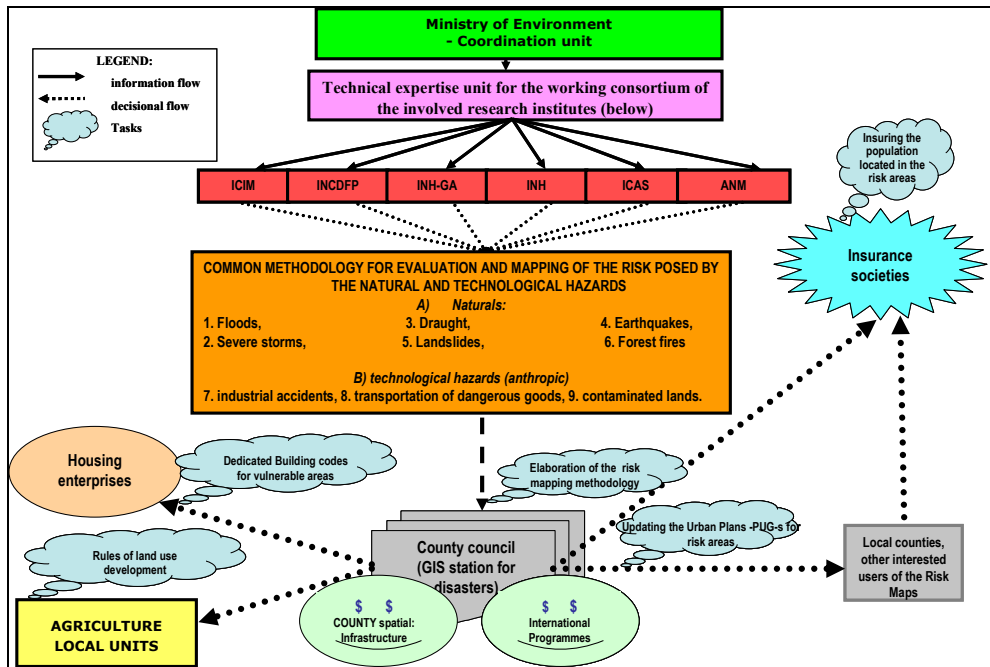 Ministry of Environment
- Coordination unit
LEGEND:
information flow
decisional flow
Tasks
Technical expertise unit for the working consortium of
the involved research institutes (below)
Insuring the
population
located in the
risk areas
ICIM
INCDFP
INH-GA
INH
ICAS
ANM
Insurance
societies
COMMON METHODOLOGY FOR EVALUATION AND MAPPING OF THE RISK POSED BY
THE NATURAL AND TECHNOLOGICAL HAZARDS
A) Naturals:
1. Floods, 3. Draught, 4. Earthquakes,
2. Severe storms, 5. Landslides, 6. Forest fires
B) technological hazards (anthropic)
7. industrial accidents, 8. transportation of dangerous goods, 9. contaminated lands.
Housing
enterprises
Dedicated Building codes
for vulnerable areas
Elaboration of the risk
mapping methodology
Updating the Urban Plans -PUG-s for
risk areas
Rules of land use
development
County council
(GIS station for
disasters)
Local counties,
other interested
users of the Risk
Maps
$ $
COUNTY spatial:
Infrastructure
$ $
International
Programmes
AGRICULTURE
LOCAL UNITS